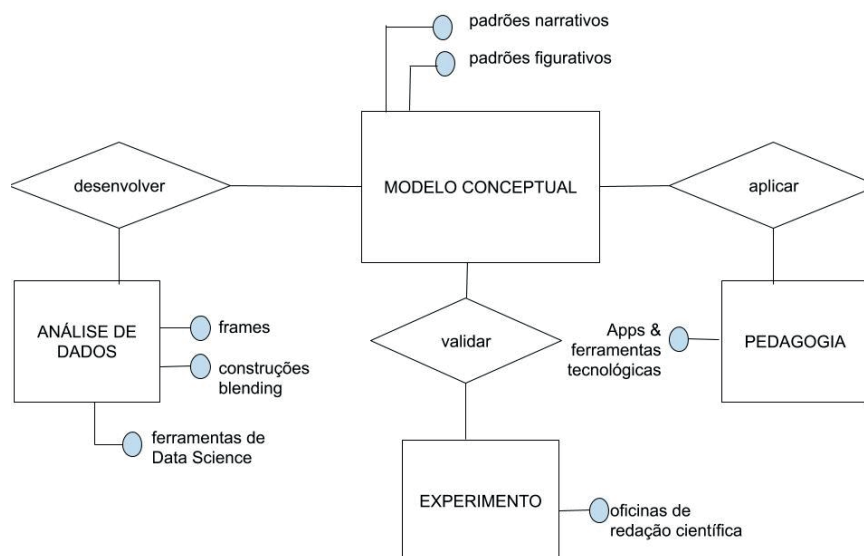 padrões narrativos
padrões figurativos
desenvolver
MODELO CONCEPTUAL
aplicar
ANÁLISE DE
DADOS
frames
construções
blending
ferramentas de
Data Science
validar
Apps &
ferramentas
tecnológicas
PEDAGOGIA
EXPERIMENTO
oficinas de
redação científica